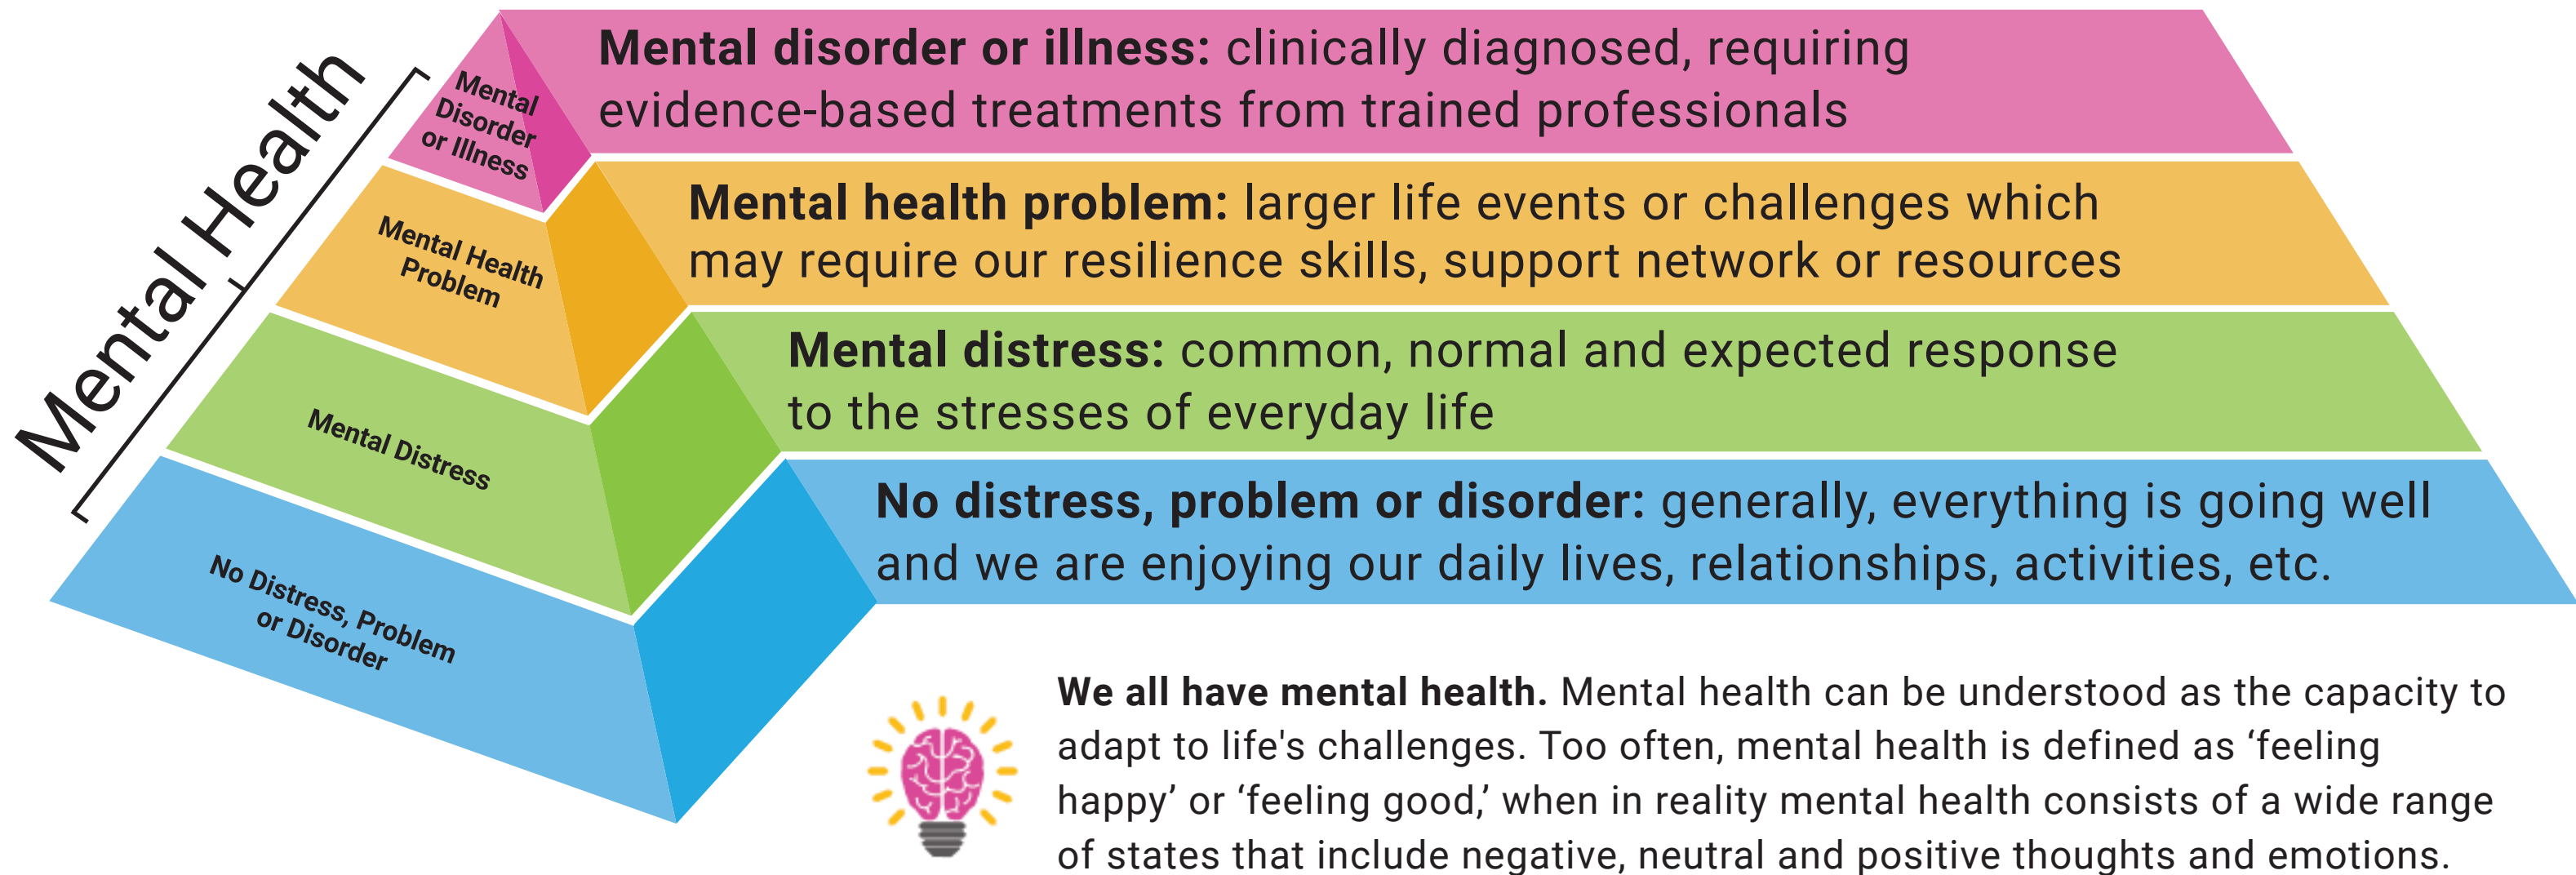 Mental Health
Mental
Disorder
or Illness
Mental disorder or illness: clinically diagnosed, requiring
evidence-based treatments from trained professionals
Mental Health
Problem
Mental health problem: larger life events or challenges which
may require our resilience skills, support network or resources
Mental Distress
Mental distress: common, normal and expected response
to the stresses of everyday life
No Distress, Problem
or Disorder
No distress, problem or disorder: generally, everything is going well
and we are enjoying our daily lives, relationships, activities, etc.
We all have mental health. Mental health can be understood as the capacity to
adapt to life's challenges. Too often, mental health is defined as ‘feeling
happy’ or ‘feeling good,’ when in reality mental health consists of a wide range
of states that include negative, neutral and positive thoughts and emotions.